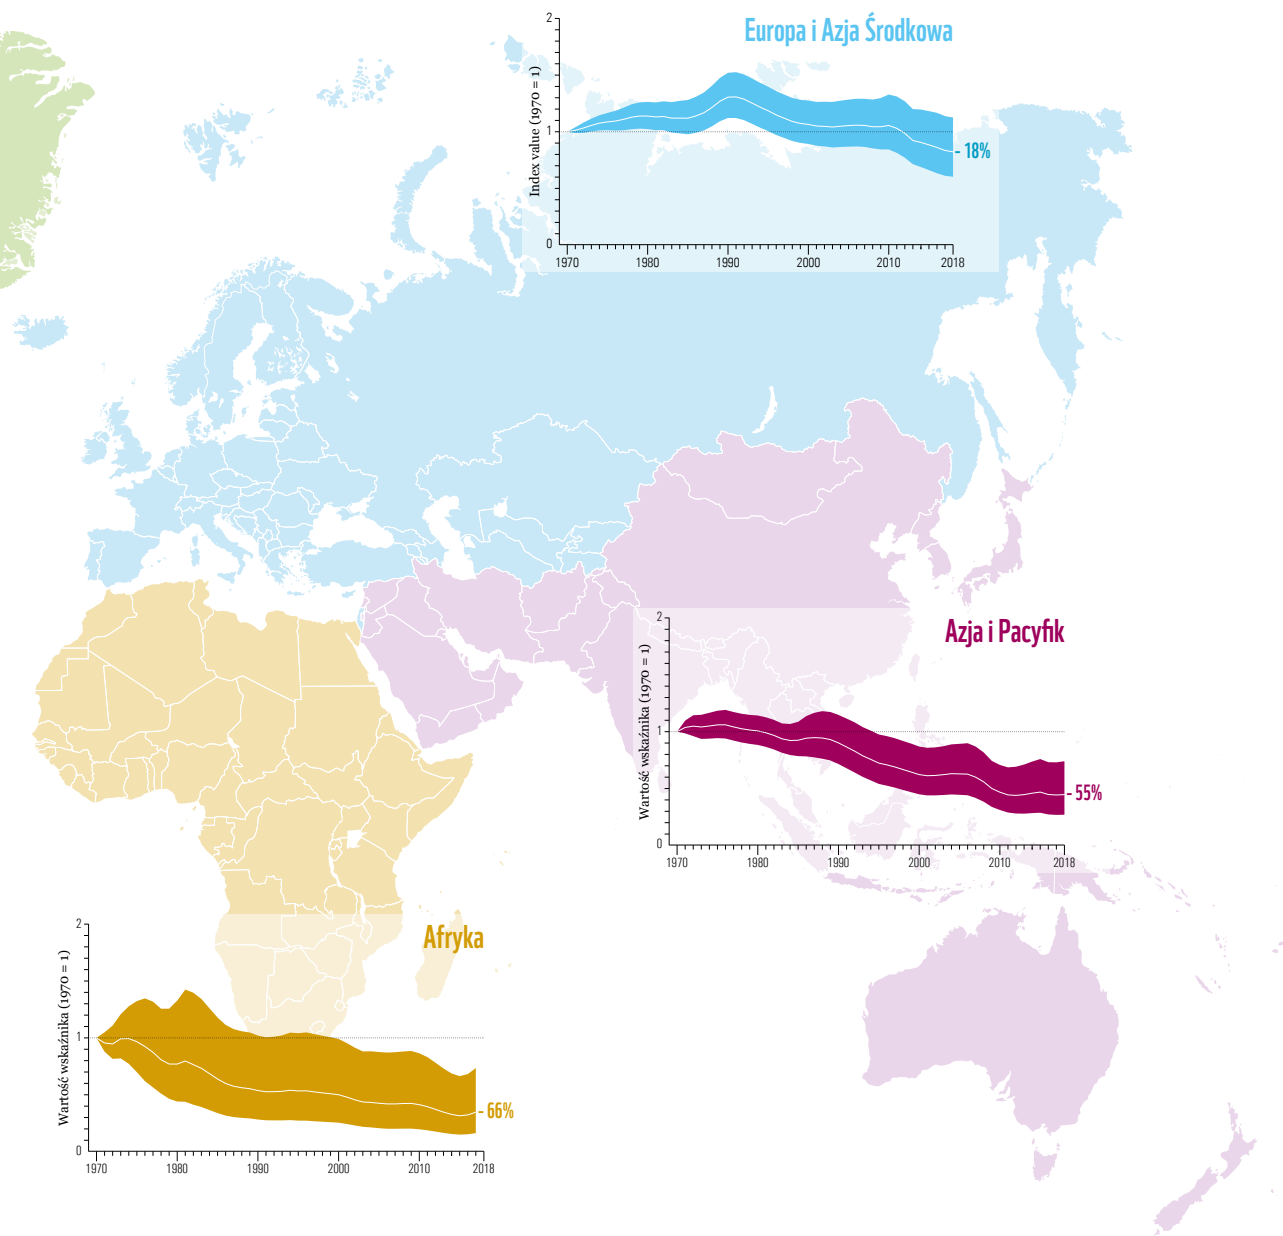 Europa i Azja Środkowa
Index value (1970 = 1)
2
1
0
- 18%
1970 1980 1990 2000 2010 2018
Azja i Pacyfik
Wartość wskaźnika (1970 = 1)
2
1
0
- 55%
1970 1980 1990 2000 2010 2018
Afryka
Wartość wskaźnika (1970 = 1)
2
1
0
- 66%
1970 1980 1990 2000 2010 2018